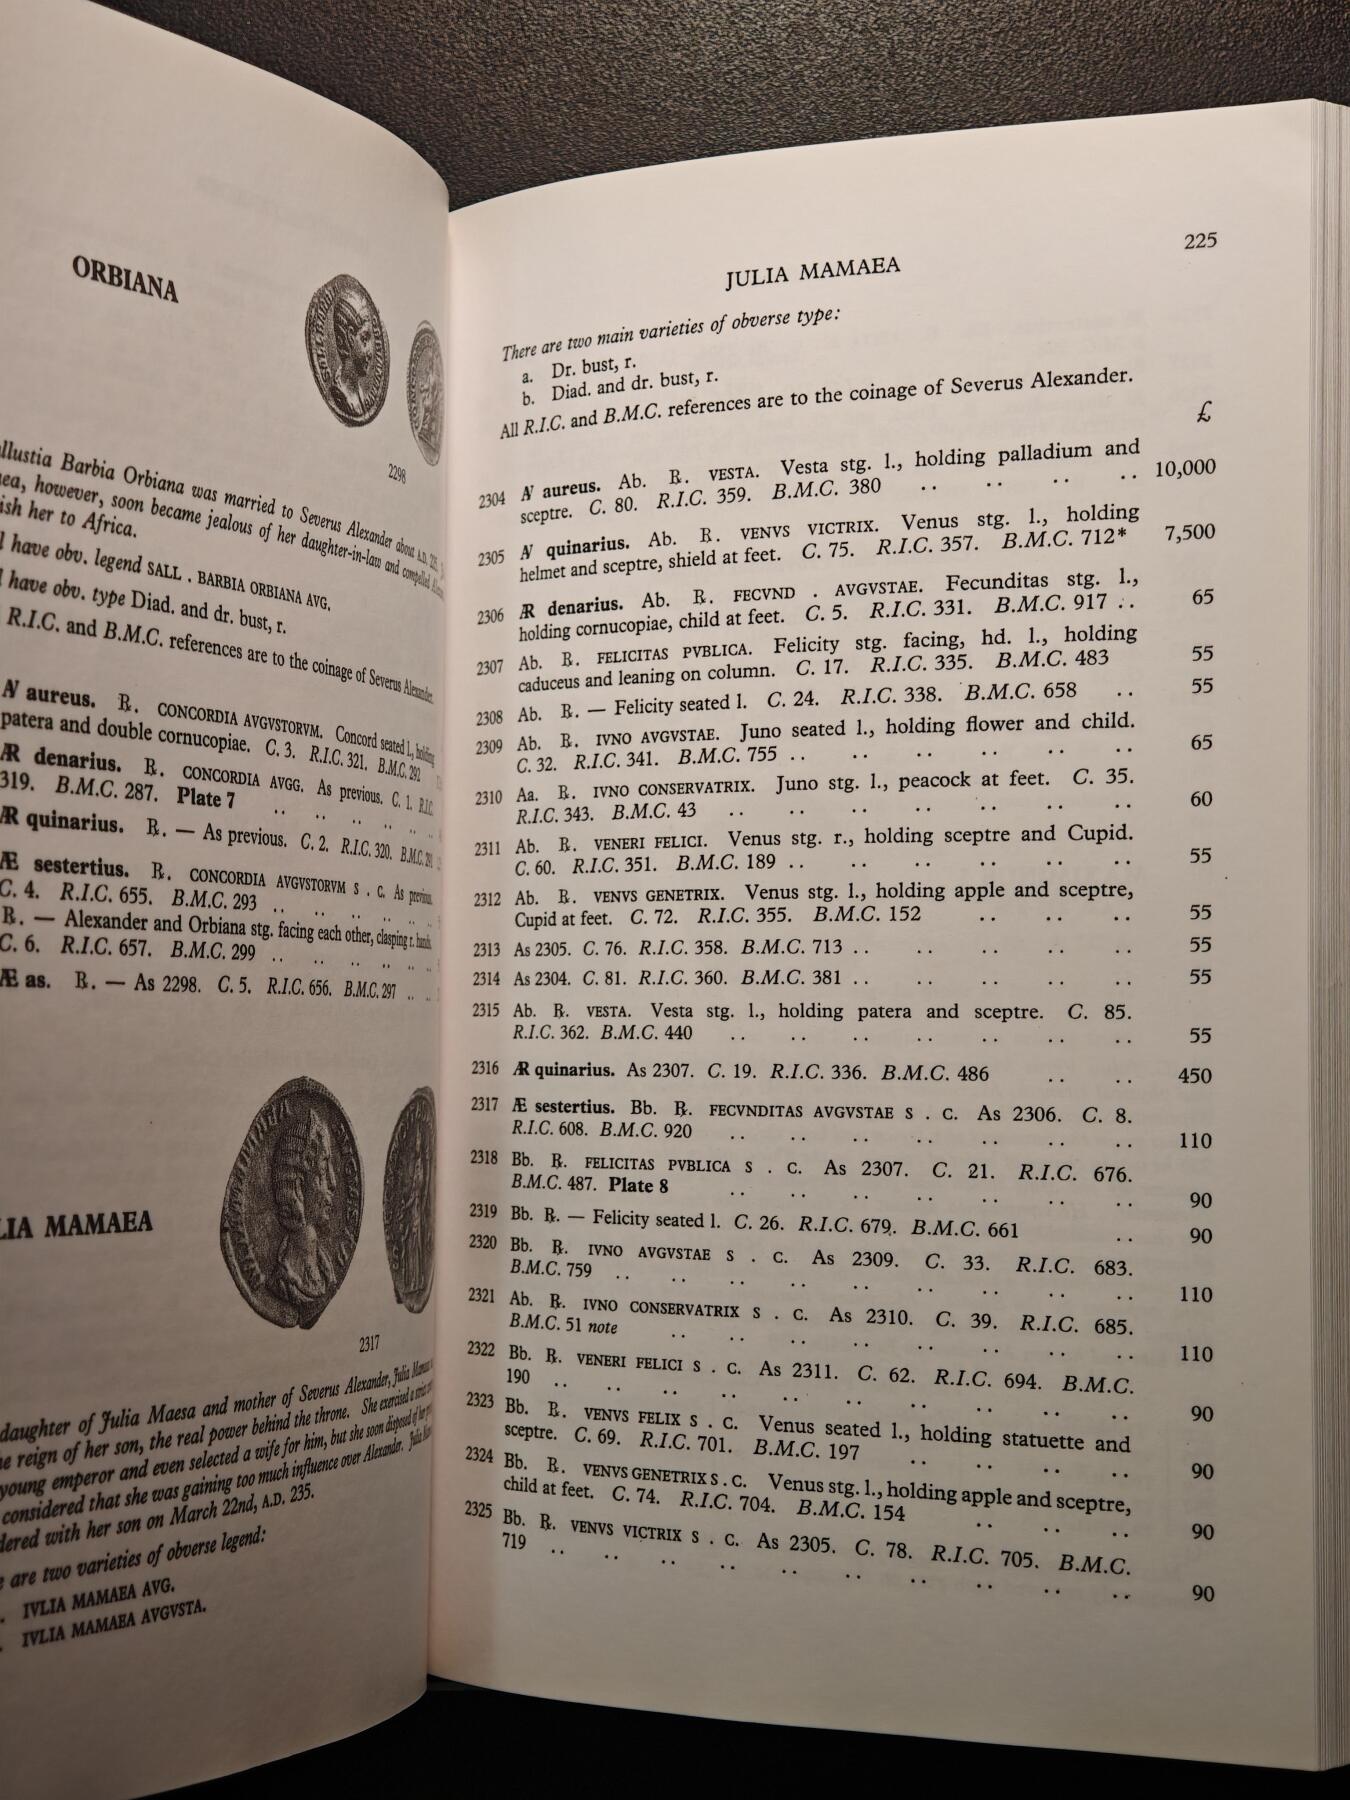 ORBIANA
2298
llustia Barbia Orbiana was married to Severus Alexander about A.D. 225.
ea, however, soon became jealous of her daughter-in-law and compelled
ish her to Africa.
have obv. legend SALL . BARBIA ORBIANA AVG.
have obv. type Diad. and dr. bust, r.
R.I.C. and B.M.C. references are to the coinage of Severus Alexander.
A/ aureus. ℞. CONCORDIA AVGVSTORVM. Concord seated l., holding
patera and double cornucopiae. C. 3. R.I.C. 321. B.M.C. 292
Æ denarius. ℞. CONCORDIA AVGG. As previous. C. 1. R.I.C.
319. B.M.C. 287. Plate 7 .. .. .. .. ..
Æ quinarius. ℞. — As previous. C. 2. R.I.C. 320. B.M.C. 291
Æ sestertius. ℞. CONCORDIA AVGVSTORVM S . C. As previous.
C. 4. R.I.C. 655. B.M.C. 293 .. .. .. .. ..
℞. — Alexander and Orbiana stg. facing each other, clasping r. hands.
C. 6. R.I.C. 657. B.M.C. 299 .. .. .. .. ..
Æ as. ℞. — As 2298. C. 5. R.I.C. 656. B.M.C. 297 .. ..
LIA MAMAEA
2317
daughter of Julia Maesa and mother of Severus Alexander, Julia Mamaea
e reign of her son, the real power behind the throne. She exercised a strict
young emperor and even selected a wife for him, but she soon disposed of her
considered that she was gaining too much influence over Alexander. Julia
dered with her son on March 22nd, A.D. 235.
e are two varieties of obverse legend:
. IVLIA MAMAEA AVG.
. IVLIA MAMAEA AVGVSTA.
225
JULIA MAMAEA
There are two main varieties of obverse type:
a. Dr. bust, r.
b. Diad. and dr. bust, r.
All R.I.C. and B.M.C. references are to the coinage of Severus Alexander.
£
2304 A/ aureus. Ab. ℞. VESTA. Vesta stg. l., holding palladium and
sceptre. C. 80. R.I.C. 359. B.M.C. 380 .. .. .. .. 10,000
2305 A/ quinarius. Ab. ℞. VENVS VICTRIX. Venus stg. l., holding
helmet and sceptre, shield at feet. C. 75. R.I.C. 357. B.M.C. 712* 7,500
2306 Æ denarius. Ab. ℞. FECVND . AVGVSTAE. Fecunditas stg. l.,
holding cornucopiae, child at feet. C. 5. R.I.C. 331. B.M.C. 917 .. 65
2307 Ab. ℞. FELICITAS PVBLICA. Felicity stg. facing, hd. l., holding
caduceus and leaning on column. C. 17. R.I.C. 335. B.M.C. 483 55
2308 Ab. ℞. — Felicity seated l. C. 24. R.I.C. 338. B.M.C. 658 .. 55
2309 Ab. ℞. IVNO AVGVSTAE. Juno seated l., holding flower and child.
C. 32. R.I.C. 341. B.M.C. 755 .. .. .. .. .. .. 65
2310 Aa. ℞. IVNO CONSERVATRIX. Juno stg. l., peacock at feet. C. 35.
R.I.C. 343. B.M.C. 43 .. .. .. .. .. .. .. 60
2311 Ab. ℞. VENERI FELICI. Venus stg. r., holding sceptre and Cupid.
C. 60. R.I.C. 351. B.M.C. 189 .. .. .. .. .. .. 55
2312 Ab. ℞. VENVS GENETRIX. Venus stg. l., holding apple and sceptre,
Cupid at feet. C. 72. R.I.C. 355. B.M.C. 152 .. .. .. 55
2313 As 2305. C. 76. R.I.C. 358. B.M.C. 713 .. .. .. .. .. 55
2314 As 2304. C. 81. R.I.C. 360. B.M.C. 381 .. .. .. .. .. 55
2315 Ab. ℞. VESTA. Vesta stg. l., holding patera and sceptre. C. 85.
R.I.C. 362. B.M.C. 440 .. .. .. .. .. .. .. 55
2316 Æ quinarius. As 2307. C. 19. R.I.C. 336. B.M.C. 486 .. .. 450
2317 Æ sestertius. Bb. ℞. FECVNDITAS AVGVSTAE S . C. As 2306. C. 8.
R.I.C. 608. B.M.C. 920 .. .. .. .. .. .. .. 110
2318 Bb. ℞. FELICITAS PVBLICA S . C. As 2307. C. 21. R.I.C. 676.
B.M.C. 487. Plate 8 .. .. .. .. .. .. .. 90
2319 Bb. ℞. — Felicity seated l. C. 26. R.I.C. 679. B.M.C. 661 .. 90
2320 Bb. ℞. IVNO AVGVSTAE S . C. As 2309. C. 33. R.I.C. 683.
B.M.C. 759 .. .. .. .. .. .. .. .. .. 110
2321 Ab. ℞. IVNO CONSERVATRIX S . C. As 2310. C. 39. R.I.C. 685.
B.M.C. 51 note .. .. .. .. .. .. .. .. 110
2322 Bb. ℞. VENERI FELICI S . C. As 2311. C. 62. R.I.C. 694. B.M.C.
190 .. .. .. .. .. .. .. .. .. .. 90
2323 Bb. ℞. VENVS FELIX S . C. Venus seated l., holding statuette and
sceptre. C. 69. R.I.C. 701. B.M.C. 197 .. .. .. .. 90
2324 Bb. ℞. VENVS GENETRIX S . C. Venus stg. l., holding apple and sceptre,
child at feet. C. 74. R.I.C. 704. B.M.C. 154 .. .. .. 90
2325 Bb. ℞. VENVS VICTRIX S . C. As 2305. C. 78. R.I.C. 705. B.M.C.
719 .. .. .. .. .. .. .. .. .. .. 90